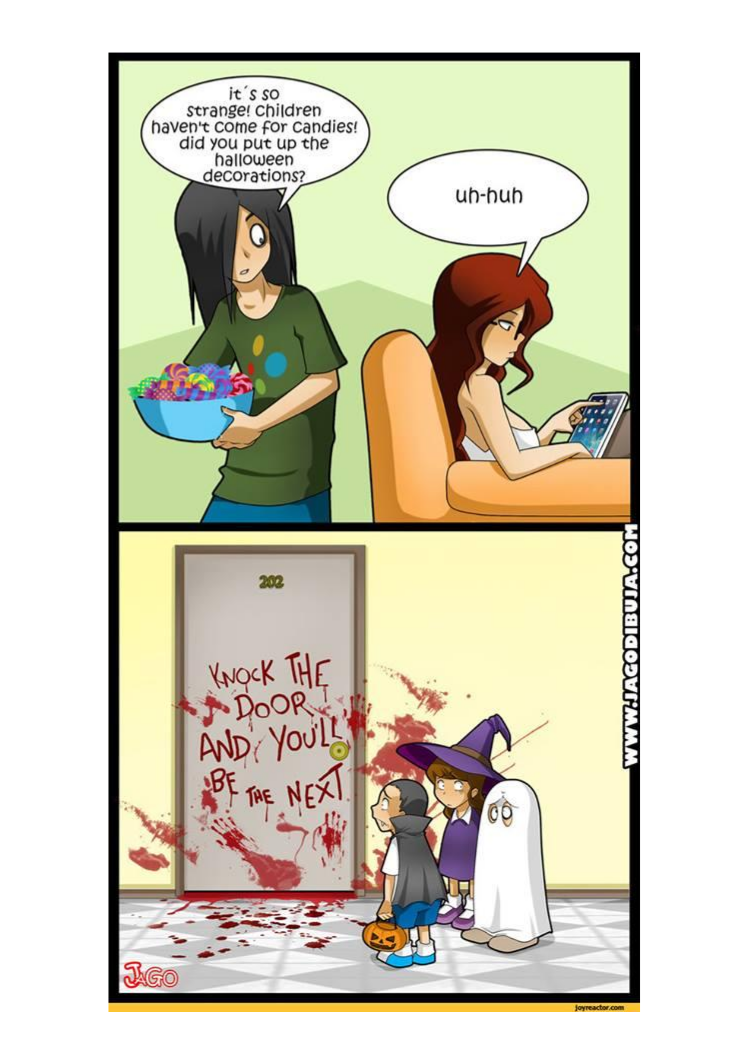 it´s so
strange! children
haven't come for candies!
did you put up the
halloween
decorations?
uh-huh
WWW.JAGODIBUJA.COM
202
KNOCK THE
DOOR
AND YOU'LL
BE THE NEXT
JAGO
joyreactor.com